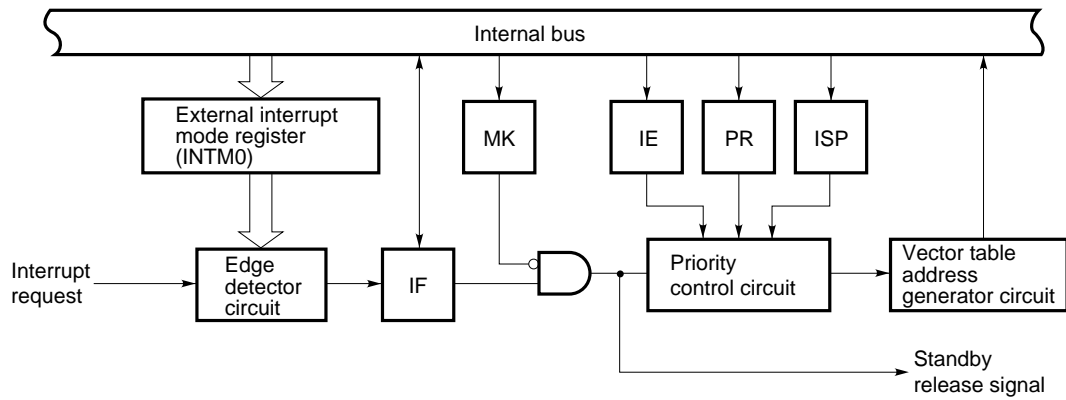 Internal bus
External interrupt
mode register
(INTM0)
MK
IE
PR
ISP
Interrupt
request
Edge
detector
circuit
IF
Priority
control circuit
Vector table
address
generator circuit
Standby
release signal